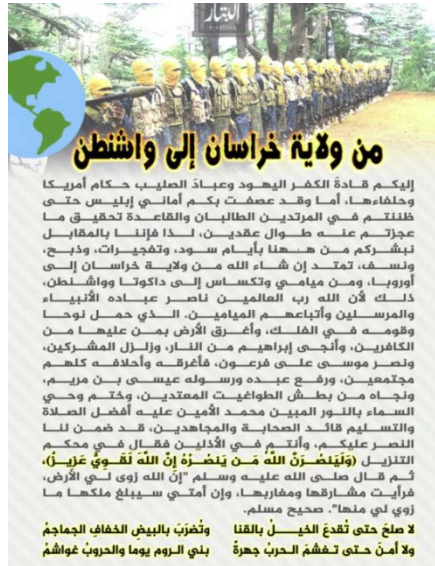 البتار
من ولاية خراسان إلى واشنطن
إليكم قادة الكفر اليهود وعباد الصليب حكام أمريكا
وحلفاءها، أما وقد عصفت بكم أماني إبليس حتى
ظننتم في المرتدين الطالبان والقاعدة تحقيق ما
عجزتم عنه طوال عقدين، لذا فإننا بالمقابل
نبشركم من ههنا بأيام سود، وتفجيرات، وذبح،
ونسف، تمتد إن شاء الله من ولاية خراسان إلى
أوروبا، ومن ميامي وتكساس إلى داكوتا وواشنطن،
ذلك لأن الله رب العالمين ناصر عباده الأنبياء
والمرسلين وأتباعهم الميامين. الذي حمل نوحا
وقومه في الفلك، وأغرق الأرض بمن عليها من
الكافرين، وأنجى إبراهيم من النار، وزلزل المشركين،
ونصر موسى على فرعون، فأغرقه وأحلافه كلهم
مجتمعين، ورفع عبده ورسوله عيسى بن مريم،
ونجاه من بطش الطواغيت المعتدين، وختم وحي
السماء بالنور المبين محمد الأمين عليه أفضل الصلاة
والتسليم قائد الصحابة والمجاهدين، قد ضمن لنا
النصر عليكم، وأنتم في الأذلين فقال في محكم
التنزيل (وَلَيَنصُرَنَّ اللَّهُ مَن يَنصُرُهُ إِنَّ اللَّهَ لَقَوِيٌّ عَزِيزٌ)،
ثم قال صلى الله عليه وسلم "إن الله زوى لي الأرض،
فرأيت مشارقها ومغاربها، وإن أمتي سيبلغ ملكها ما
زوي لي منها". صحيح مسلم.
لا صلح حتى تُقدعَ الخيلُ بالقنا وتُضرَبَ بالبيضِ الخفافِ الجماجمُ
ولا أمنَ حتى تغشمَ الحربُ جهرةً بني الروم يوما والحروبُ غواشمُ